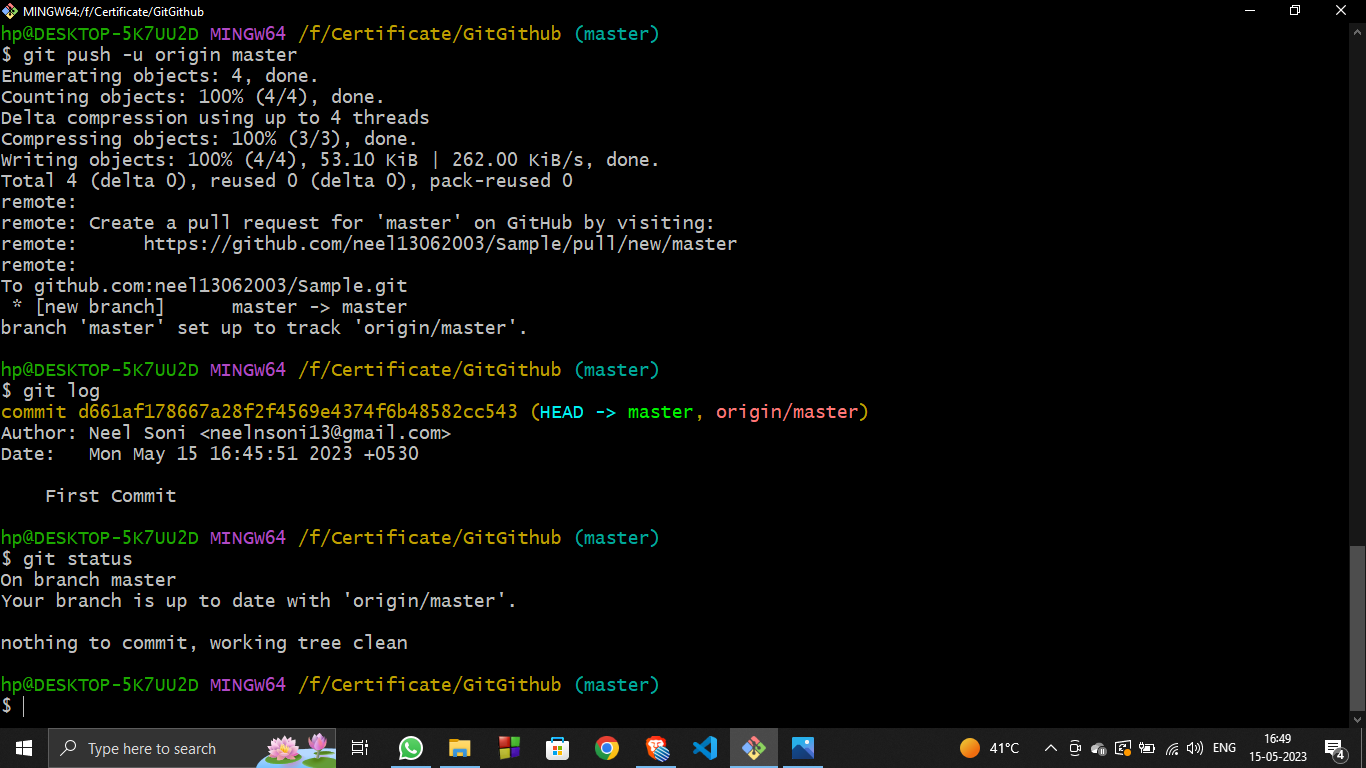 MINGW64:/f/Certificate/GitGithub
hp@DESKTOP-5K7UU2D MINGW64 /f/Certificate/GitGithub (master)
$ git push -u origin master
Enumerating objects: 4, done.
Counting objects: 100% (4/4), done.
Delta compression using up to 4 threads
Compressing objects: 100% (3/3), done.
Writing objects: 100% (4/4), 53.10 KiB | 262.00 KiB/s, done.
Total 4 (delta 0), reused 0 (delta 0), pack-reused 0
remote:
remote: Create a pull request for 'master' on GitHub by visiting:
remote:      https://github.com/neel13062003/Sample/pull/new/master
remote:
To github.com:neel13062003/Sample.git
 * [new branch]      master -> master
branch 'master' set up to track 'origin/master'.
hp@DESKTOP-5K7UU2D MINGW64 /f/Certificate/GitGithub (master)
$ git log
commit d661af178667a28f2f4569e4374f6b48582cc543 (HEAD -> master, origin/master)
Author: Neel Soni <neelnsoni13@gmail.com>
Date:   Mon May 15 16:45:51 2023 +0530
    First Commit
hp@DESKTOP-5K7UU2D MINGW64 /f/Certificate/GitGithub (master)
$ git status
On branch master
Your branch is up to date with 'origin/master'.
nothing to commit, working tree clean
hp@DESKTOP-5K7UU2D MINGW64 /f/Certificate/GitGithub (master)
$
Type here to search
41°C
ENG
16:49
15-05-2023
4